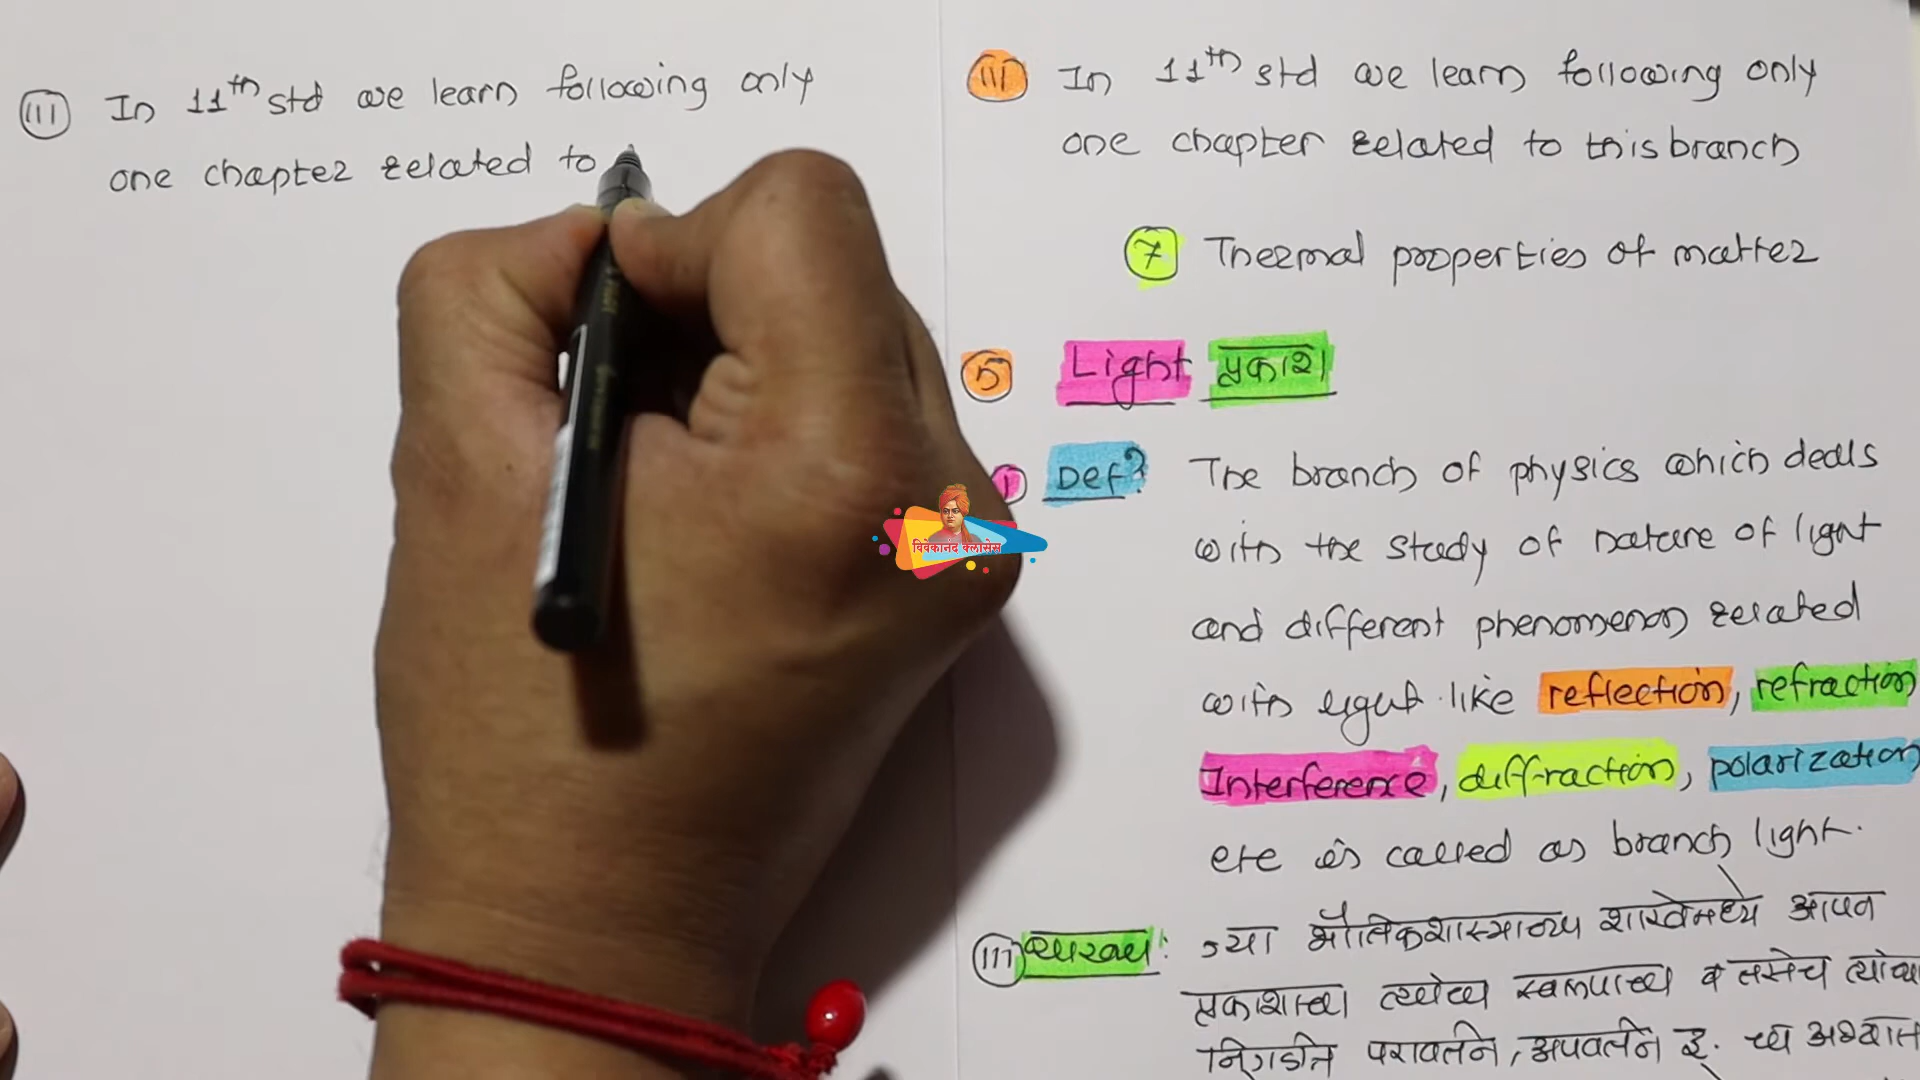 III In 11th std we learn following only
one chapter related to
III In 11th std we learn following only
one chapter related to this branch
7 Thermal properties of matter
5 Light प्रकाश
I Def? The branch of physics which deals
with the study of nature of light
and different phenomenon related
with light like reflection, refraction
Interference, diffraction, polarization
etc is called as branch light.
III व्याख्या: ज्या भौतिकशास्त्राच्या शाखेमध्ये आपण
प्रकाशाच्या त्याच्या स्वरूपाच्या व तसेच
निगडीत परावर्तन, अपवर्तन इ. च्या अभ्यास
विवेकानंद क्लासेस